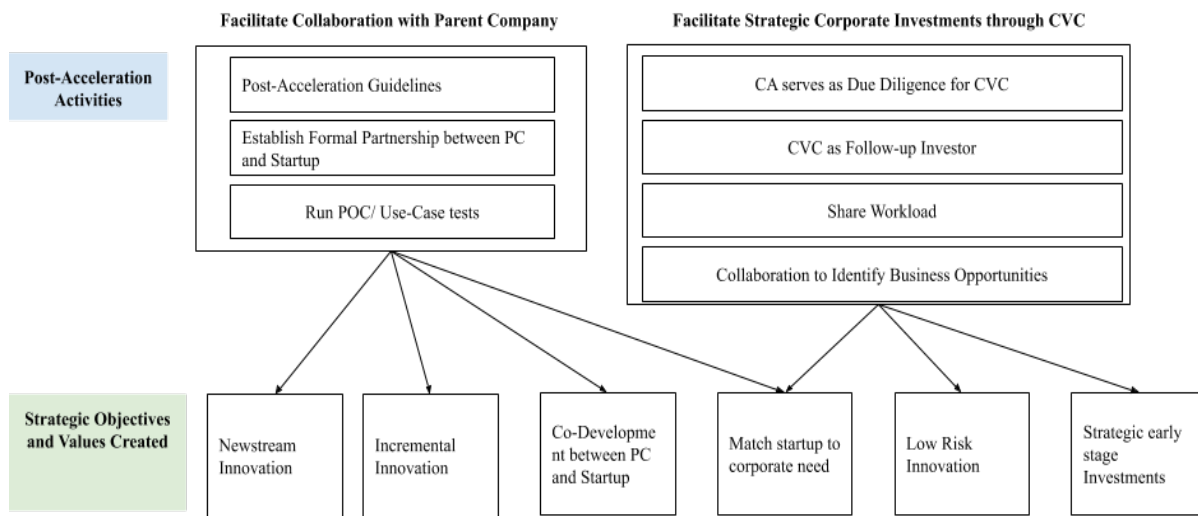 Facilitate Collaboration with Parent Company
Facilitate Strategic Corporate Investments through CVC
Post-Acceleration
Activities
Post-Acceleration Guidelines
Establish Formal Partnership between PC
and Startup
Run POC/ Use-Case tests
CA serves as Due Diligence for CVC
CVC as Follow-up Investor
Share Workload
Collaboration to Identify Business Opportunities
Strategic Objectives
and Values Created
Newstream
Innovation
Incremental
Innovation
Co-Developme
nt between PC
and Startup
Match startup to
corporate need
Low Risk
Innovation
Strategic early
stage
Investments